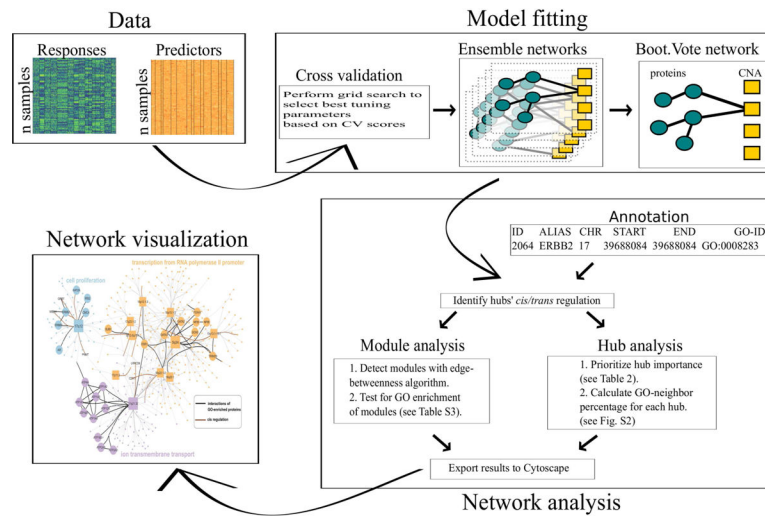 Data
Responses
Predictors
n samples
n samples
Model fitting
Cross validation
Perform grid search to
select best tuning
parameters
based on CV scores
Ensemble networks
Boot.Vote network
proteins
CNA
Annotation
ID ALIAS CHR START END GO-ID
2064 ERBB2 17 39688084 39688084 GO:0008283
Identify hubs' cis/trans regulation
Module analysis
1. Detect modules with edge-
betweenness algorithm.
2. Test for GO enrichment
of modules (see Table S3).
Hub analysis
1. Prioritize hub importance
(see Table 2).
2. Calculate GO-neighbor
percentage for each hub.
(see Fig. S2)
Export results to Cytoscape
Network analysis
Network visualization
transcription from RNA polymerase II promoter
cell proliferation
interactions of
GO-enriched proteins
cis regulation
ion transmembrane transport